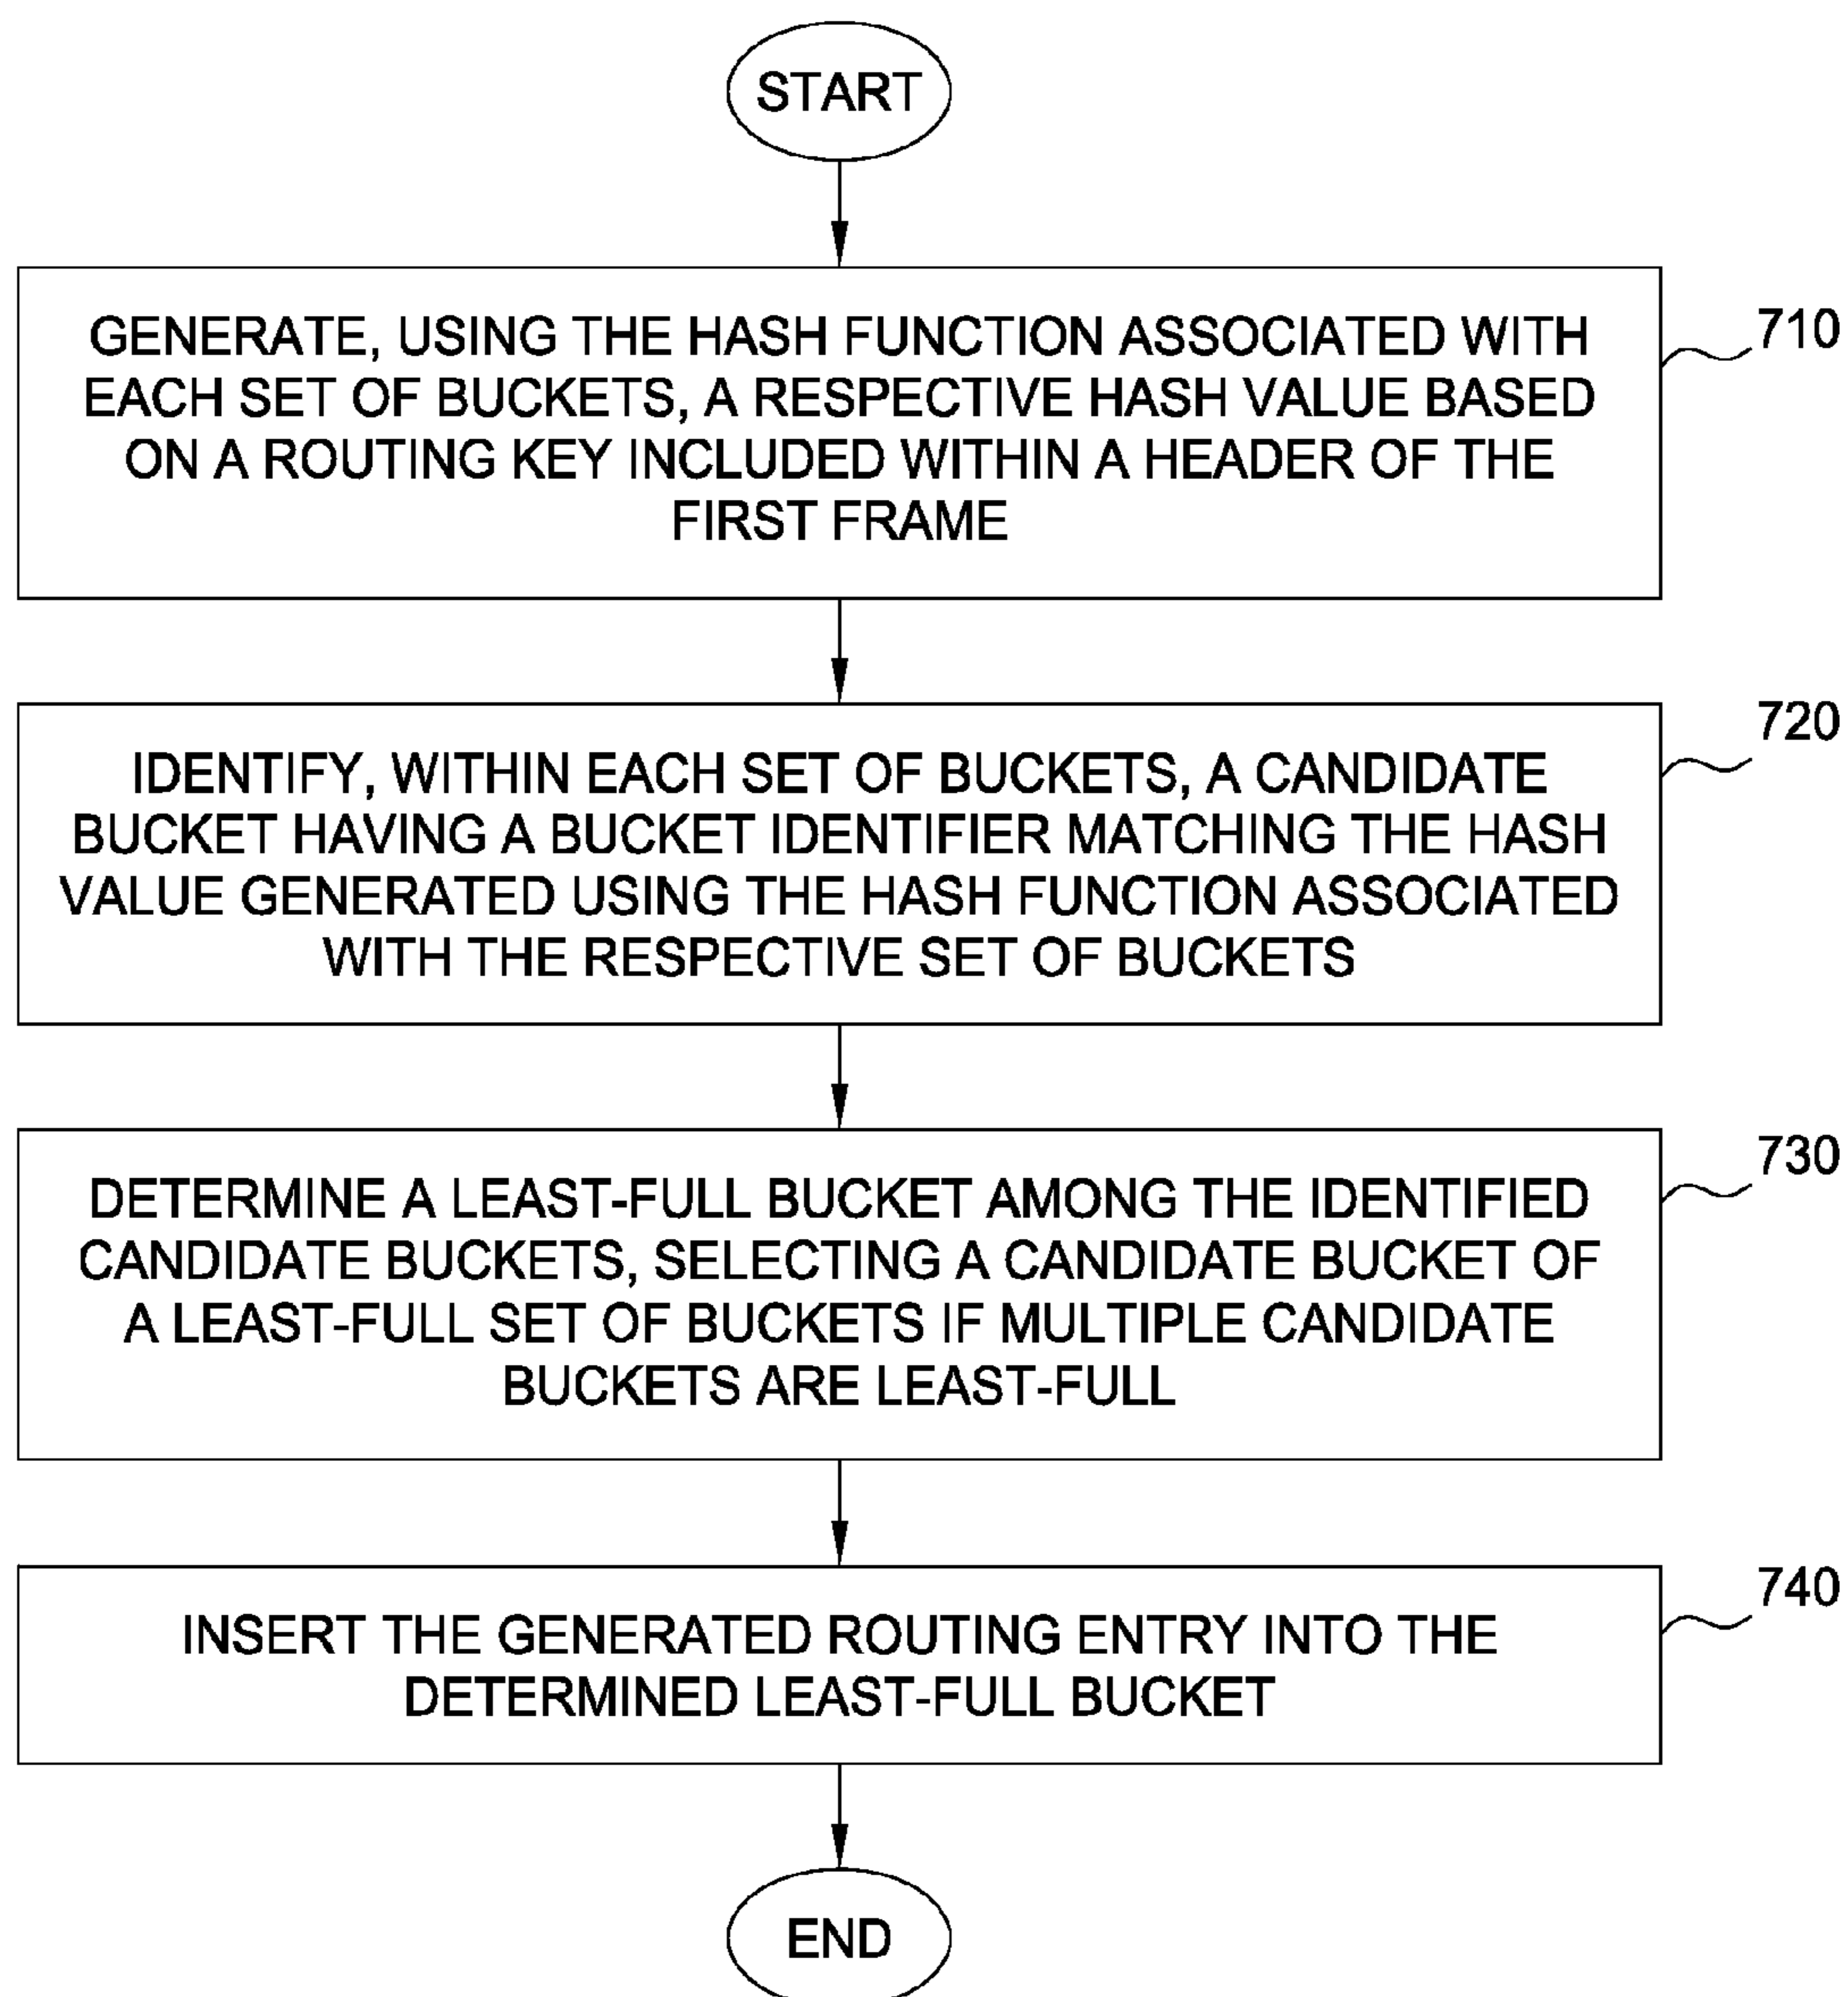 START
GENERATE, USING THE HASH FUNCTION ASSOCIATED WITH
EACH SET OF BUCKETS, A RESPECTIVE HASH VALUE BASED
ON A ROUTING KEY INCLUDED WITHIN A HEADER OF THE
FIRST FRAME
710
IDENTIFY, WITHIN EACH SET OF BUCKETS, A CANDIDATE
BUCKET HAVING A BUCKET IDENTIFIER MATCHING THE HASH
VALUE GENERATED USING THE HASH FUNCTION ASSOCIATED
WITH THE RESPECTIVE SET OF BUCKETS
720
DETERMINE A LEAST-FULL BUCKET AMONG THE IDENTIFIED
CANDIDATE BUCKETS, SELECTING A CANDIDATE BUCKET OF
A LEAST-FULL SET OF BUCKETS IF MULTIPLE CANDIDATE
BUCKETS ARE LEAST-FULL
730
INSERT THE GENERATED ROUTING ENTRY INTO THE
DETERMINED LEAST-FULL BUCKET
740
END